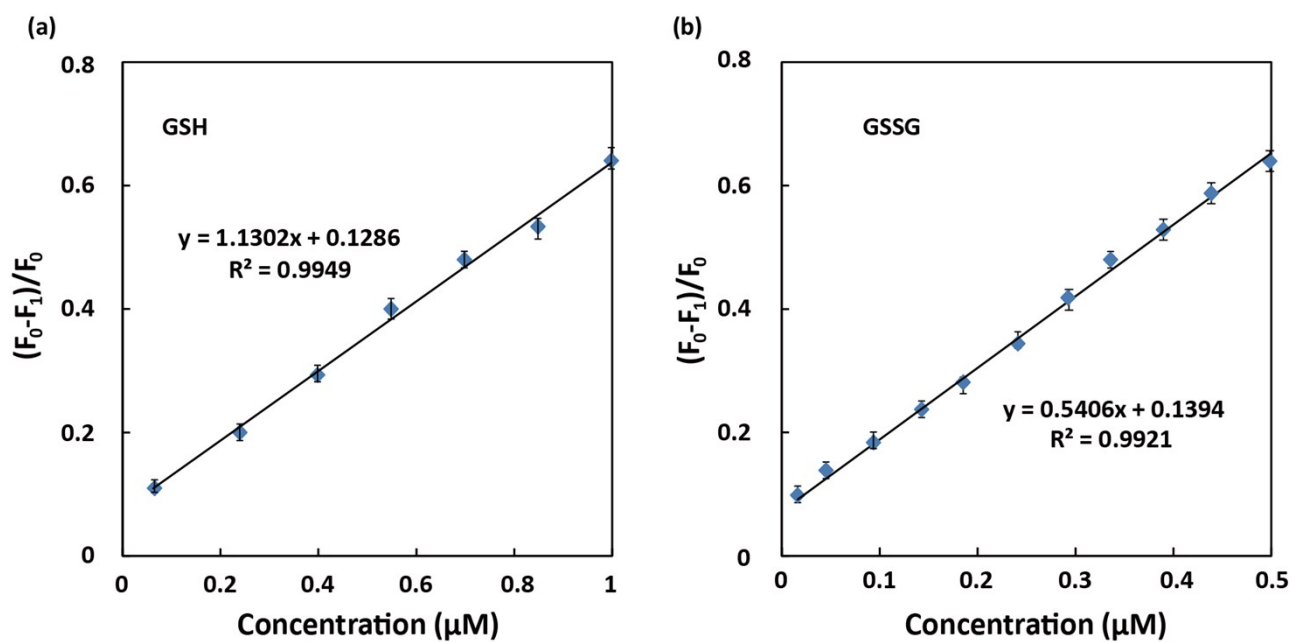 (a)
0.8
0.6
0.4
0.2
0
(F₀-F₁)/F₀
GSH
y = 1.1302x + 0.1286
R² = 0.9949
0 0.2 0.4 0.6 0.8 1
Concentration (μM)
(b)
0.8
0.6
0.4
0.2
0
(F₀-F₁)/F₀
GSSG
y = 0.5406x + 0.1394
R² = 0.9921
0 0.1 0.2 0.3 0.4 0.5
Concentration (μM)